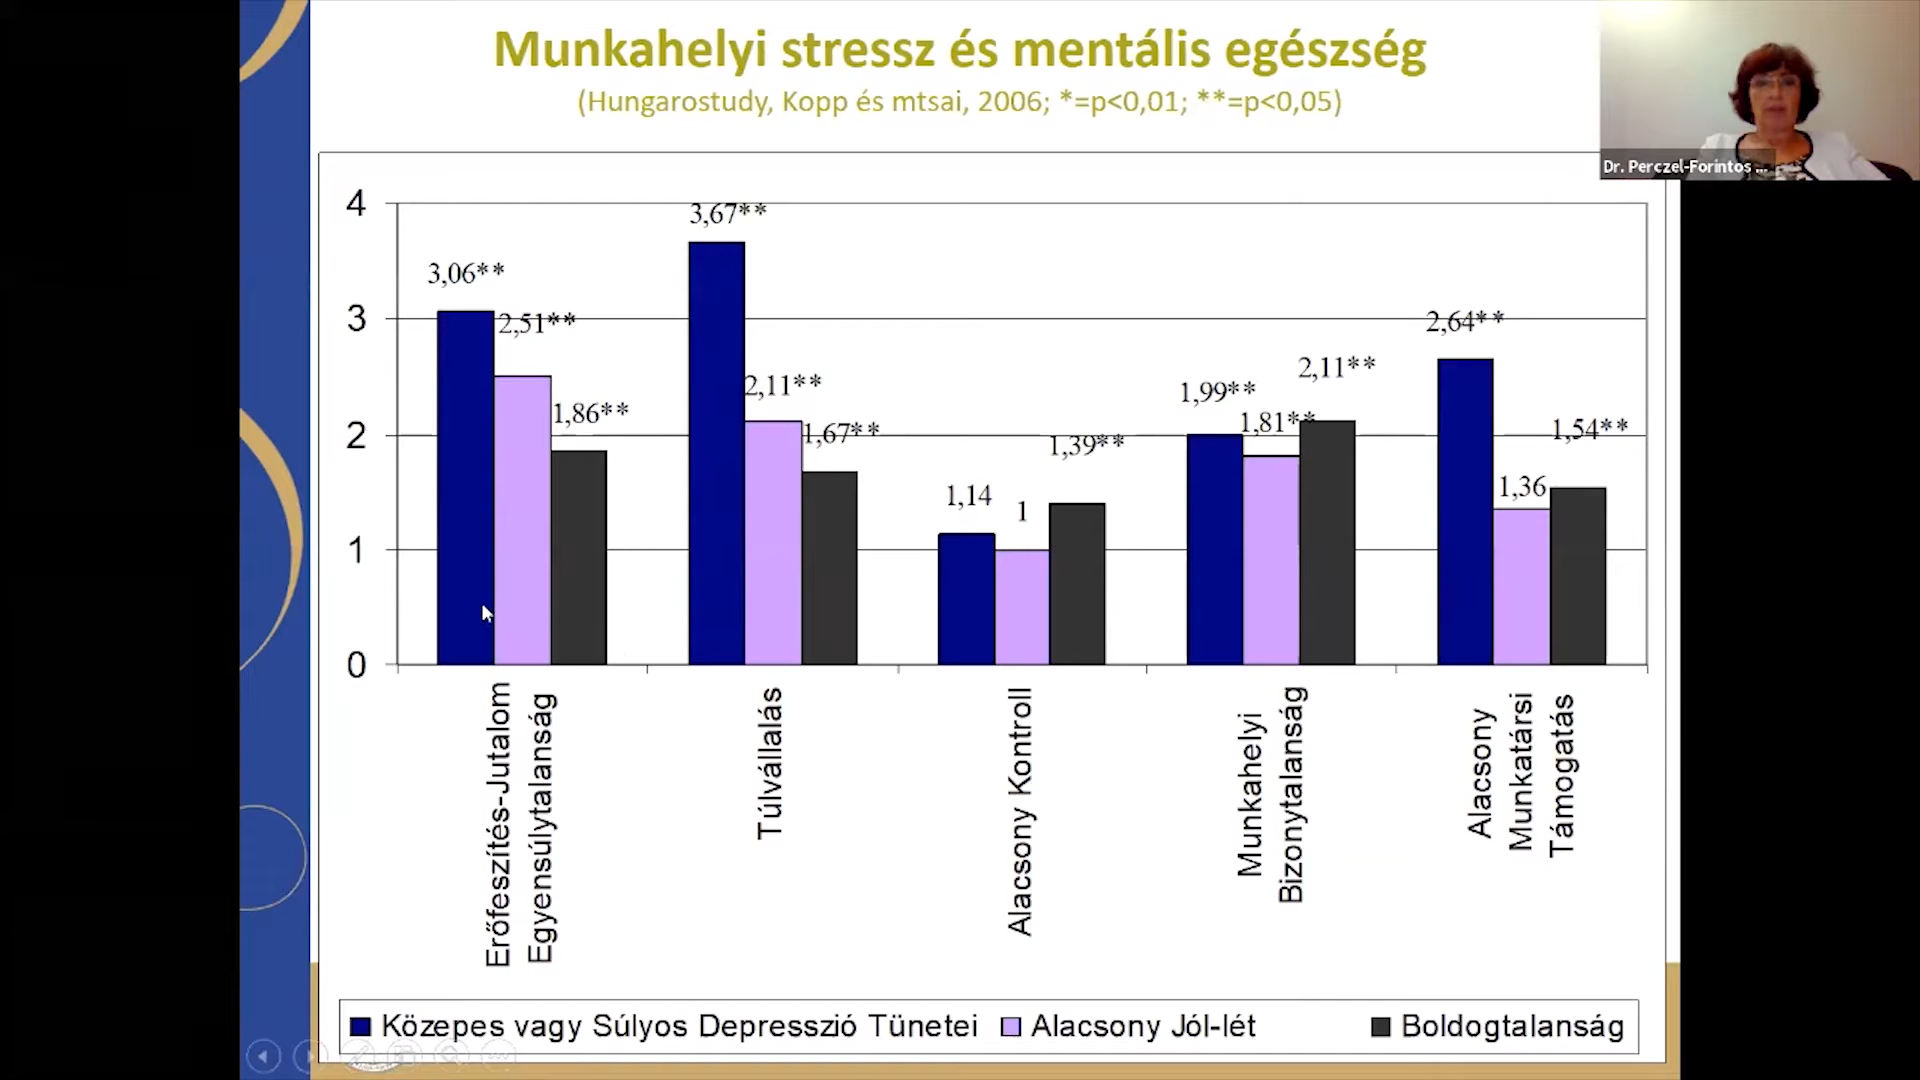 Munkahelyi stressz és mentális egészség
(Hungarostudy, Kopp és mtsai, 2006; *=p<0,01; **=p<0,05)
Dr. Perczel-Forintos ...
4
3
2
1
0
3,06**
2,51**
1,86**
3,67**
2,11**
1,67**
1,14
1
1,39**
1,99**
1,81**
2,11**
2,64**
1,36
1,54**
Erőfeszítés-Jutalom
Egyensúlytalanság
Túlvállalás
Alacsony Kontroll
Munkahelyi
Bizonytalanság
Alacsony
Munkatársi
Támogatás
Közepes vagy Súlyos Depresszió Tünetei
Alacsony Jól-lét
Boldogtalanság